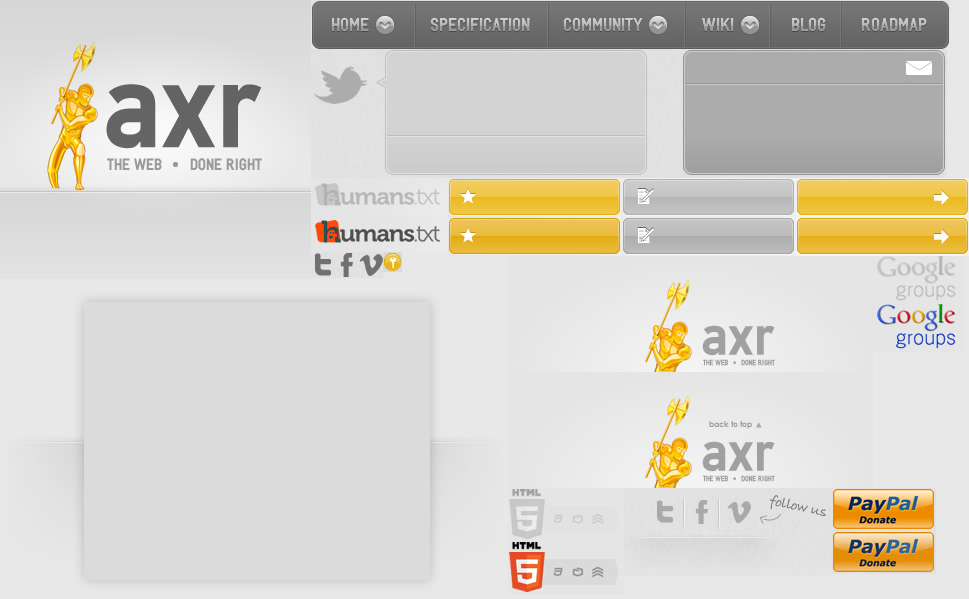 HOME SPECIFICATION COMMUNITY WIKI BLOG ROADMAP
axr
THE WEB • DONE RIGHT
humans.txt
humans.txt
Google
groups
Google
groups
axr
THE WEB • DONE RIGHT
back to top ▲
axr
THE WEB • DONE RIGHT
HTML
5
follow us
PayPal
Donate
HTML
5
PayPal
Donate